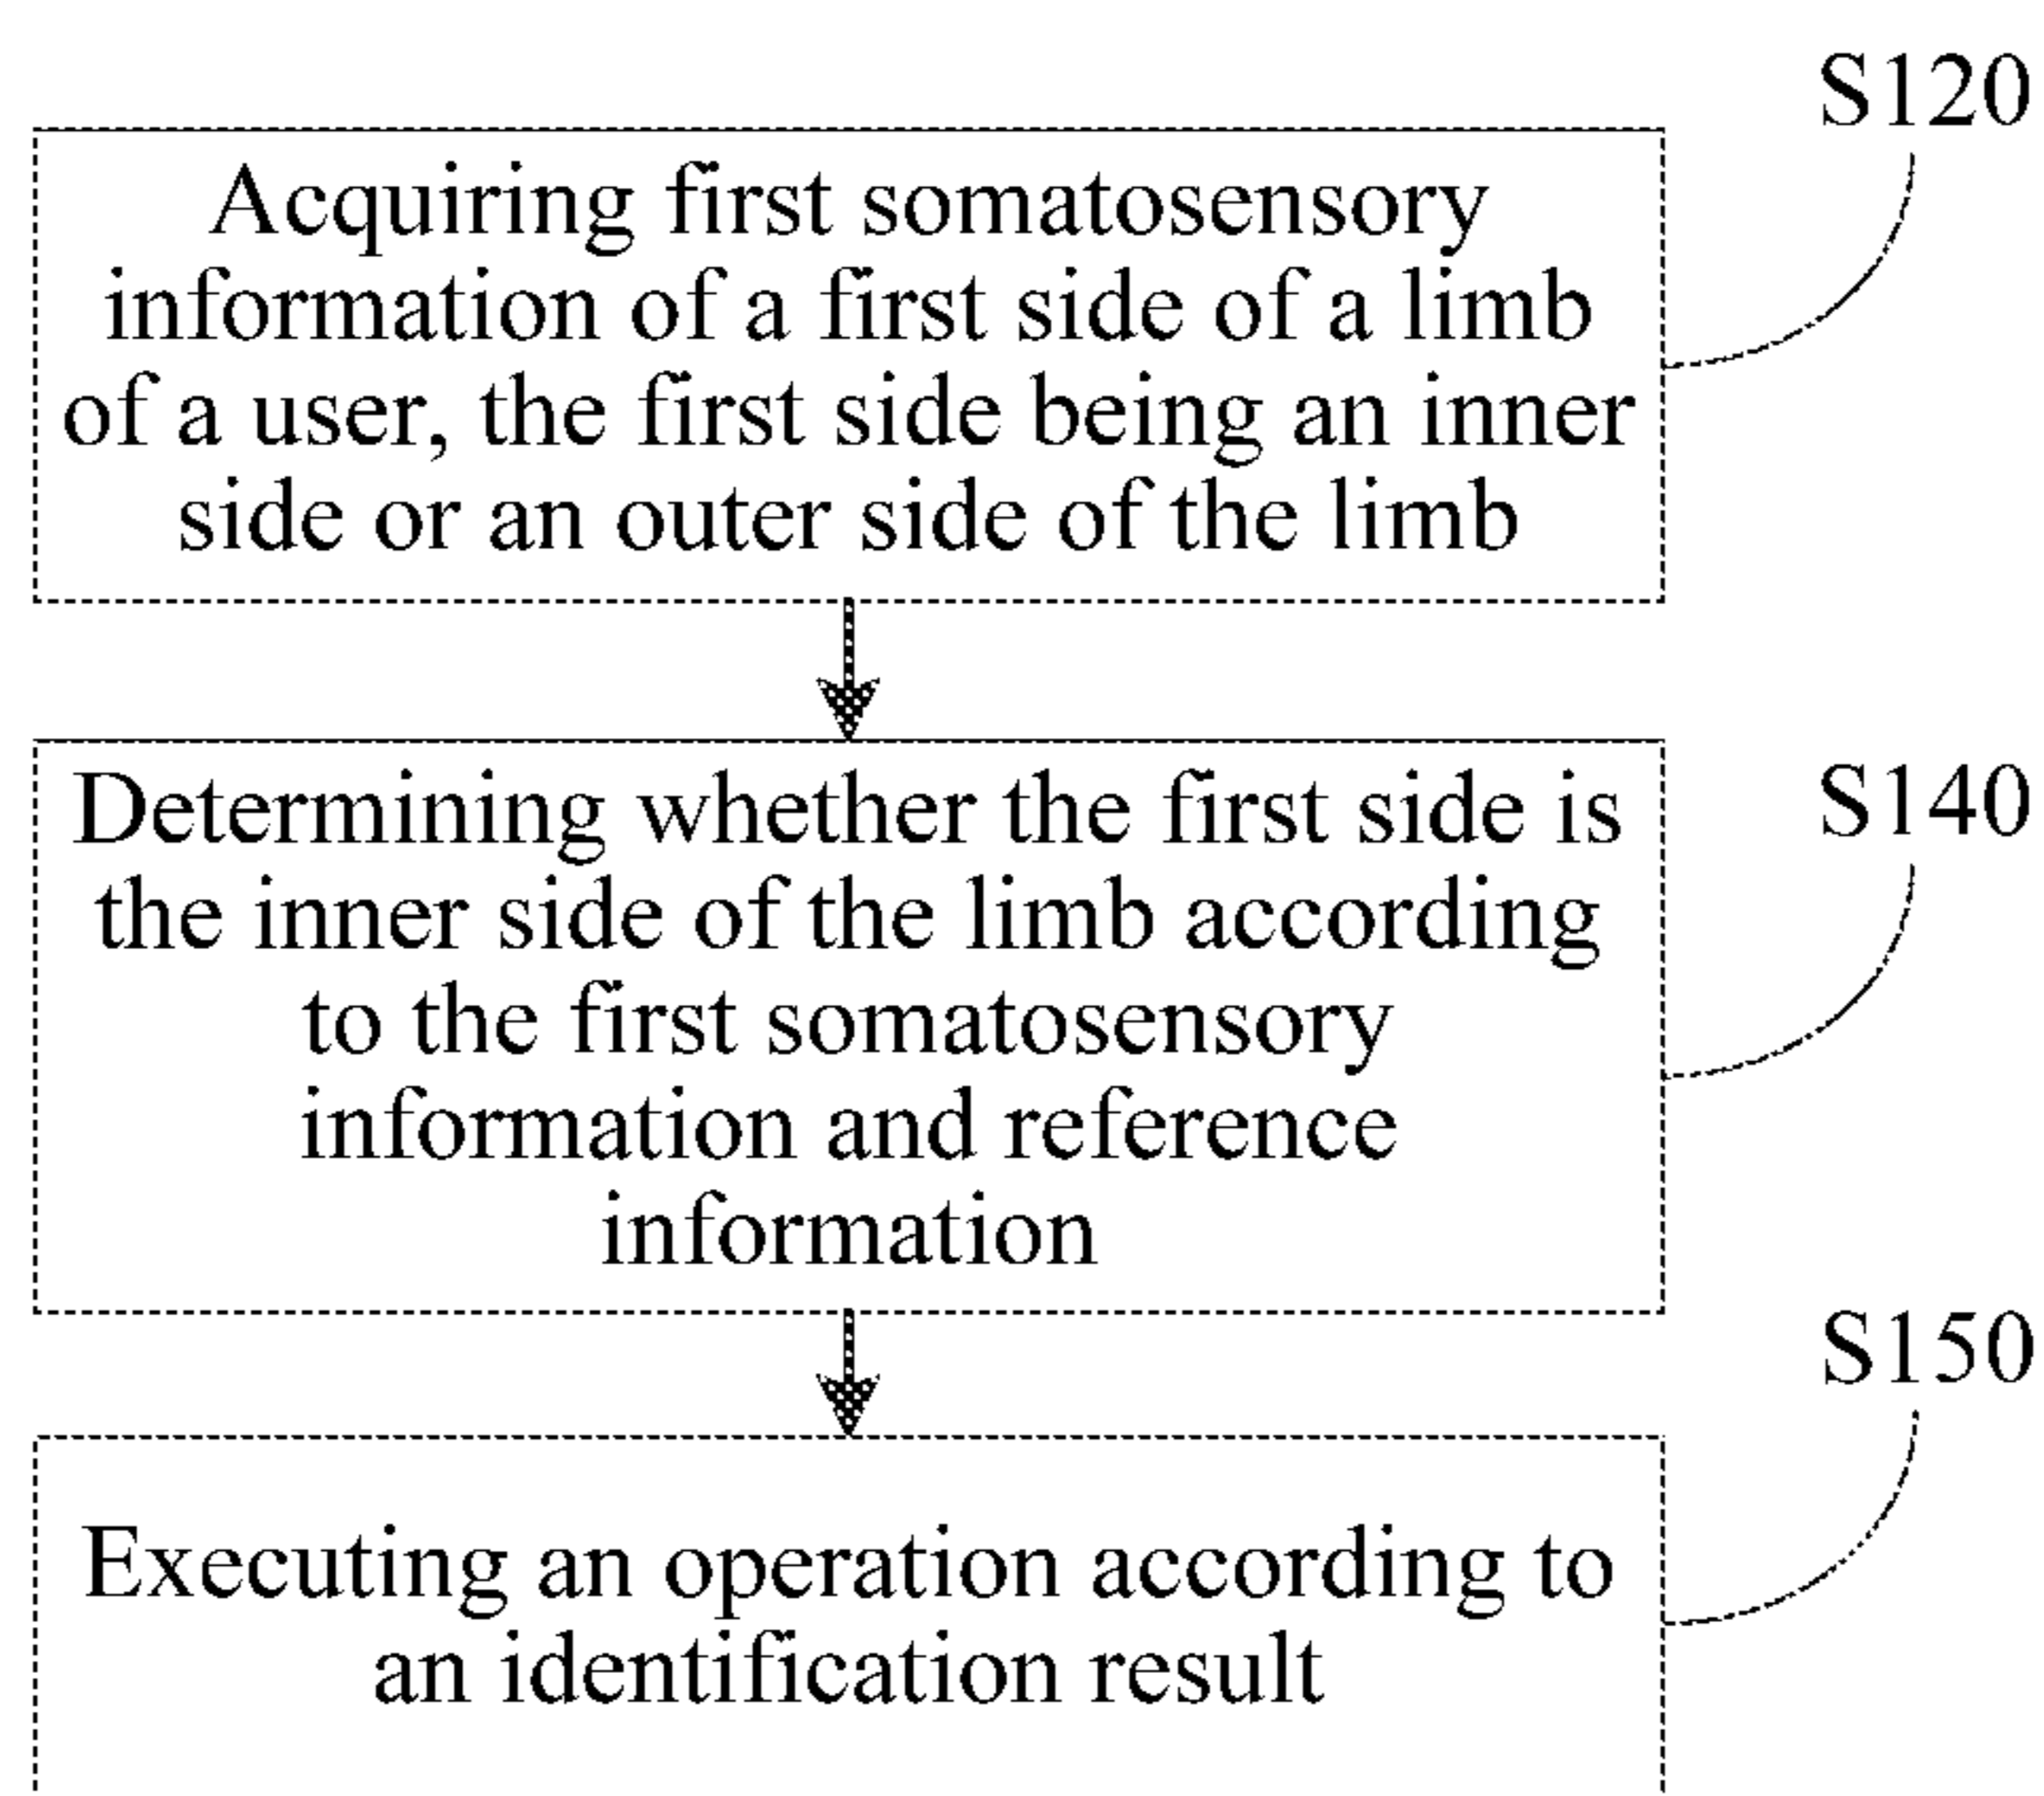 S120
Acquiring first somatosensory
information of a first side of a limb
of a user, the first side being an inner
side or an outer side of the limb
S140
Determining whether the first side is
the inner side of the limb according
to the first somatosensory
information and reference
information
S150
Executing an operation according to
an identification result